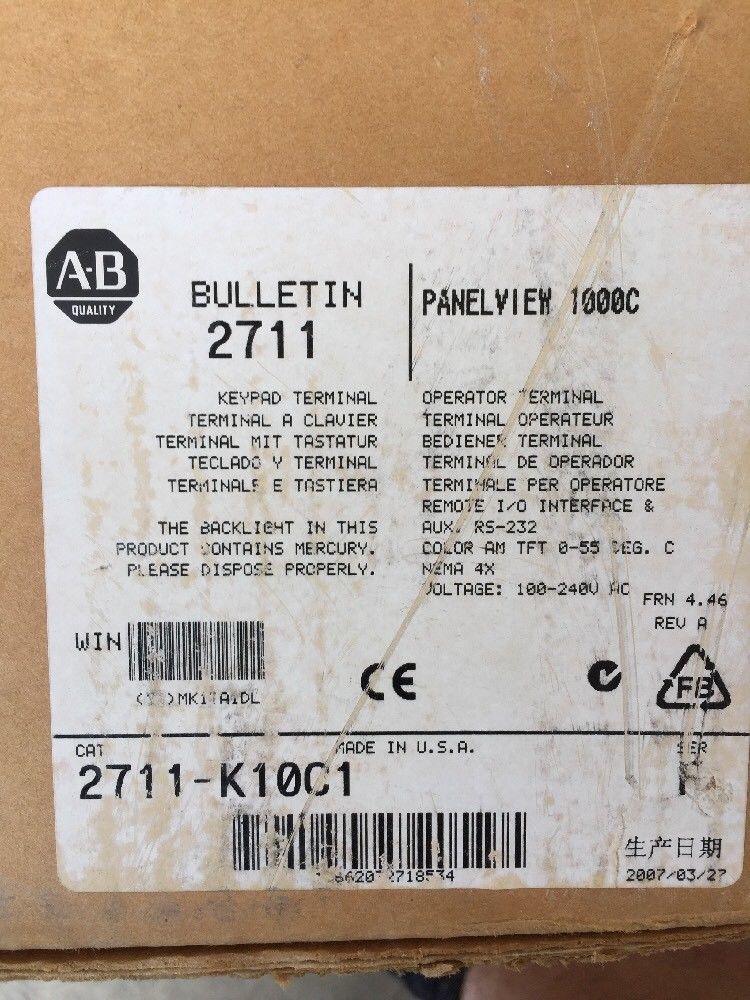 A-B
QUALITY
BULLETIN
2711
PANELVIEW 1000C
KEYPAD TERMINAL
TERMINAL A CLAVIER
TERMINAL MIT TASTATUR
TECLADO Y TERMINAL
TERMINALE E TASTIERA
THE BACKLIGHT IN THIS
PRODUCT CONTAINS MERCURY.
PLEASE DISPOSE PROPERLY.
OPERATOR TERMINAL
TERMINAL OPERATEUR
BEDIENER TERMINAL
TERMINAL DE OPERADOR
TERMINALE PER OPERATORE
REMOTE I/O INTERFACE &
AUX. RS-232
COLOR AM TFT 0-55 DEG. C
NEMA 4X
VOLTAGE: 100-240V AC
FRN 4.46
REV A
WIN
CE
FB
CAT
MADE IN U.S.A.
SER
2711-K10C1
生产日期
2007/03/27